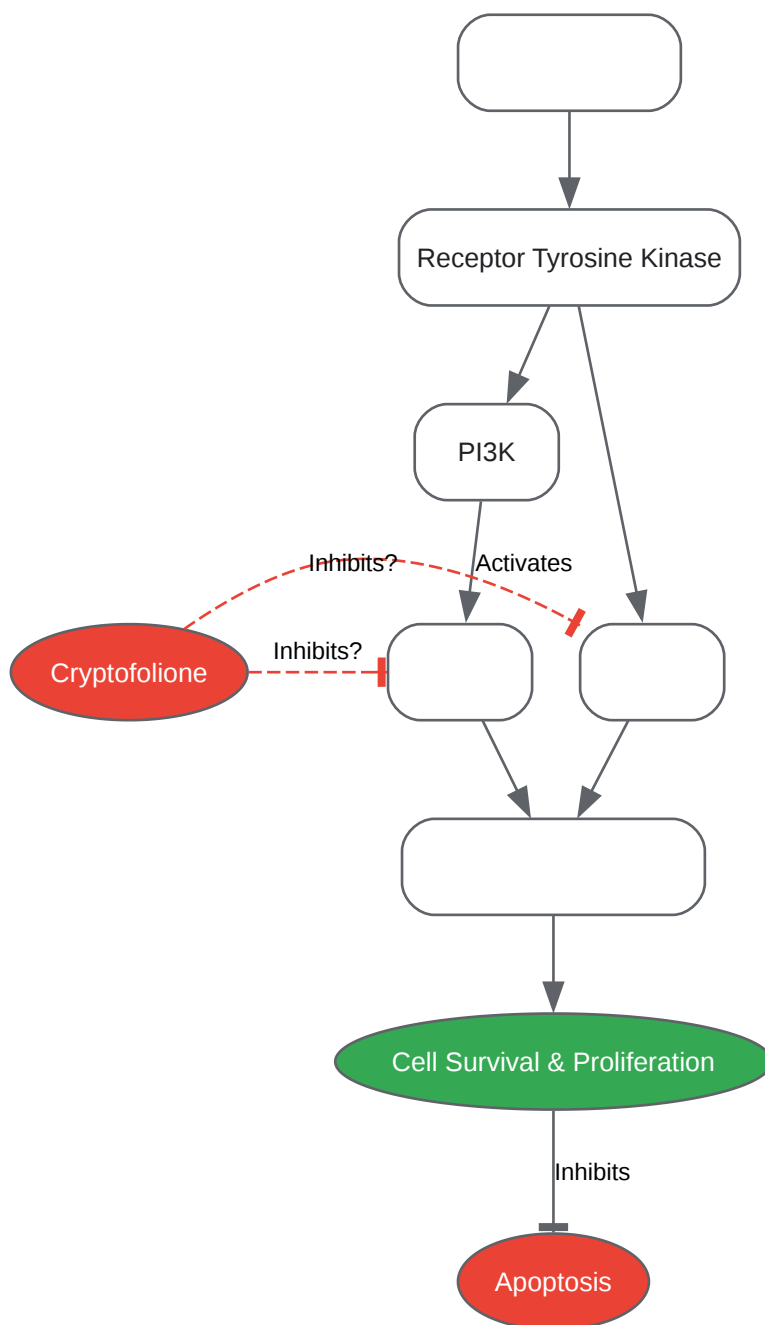 Receptor Tyrosine Kinase
PI3K
Inhibits?
Activates
Inhibits?
Cryptofolione
Cell Survival & Proliferation
Inhibits
Apoptosis